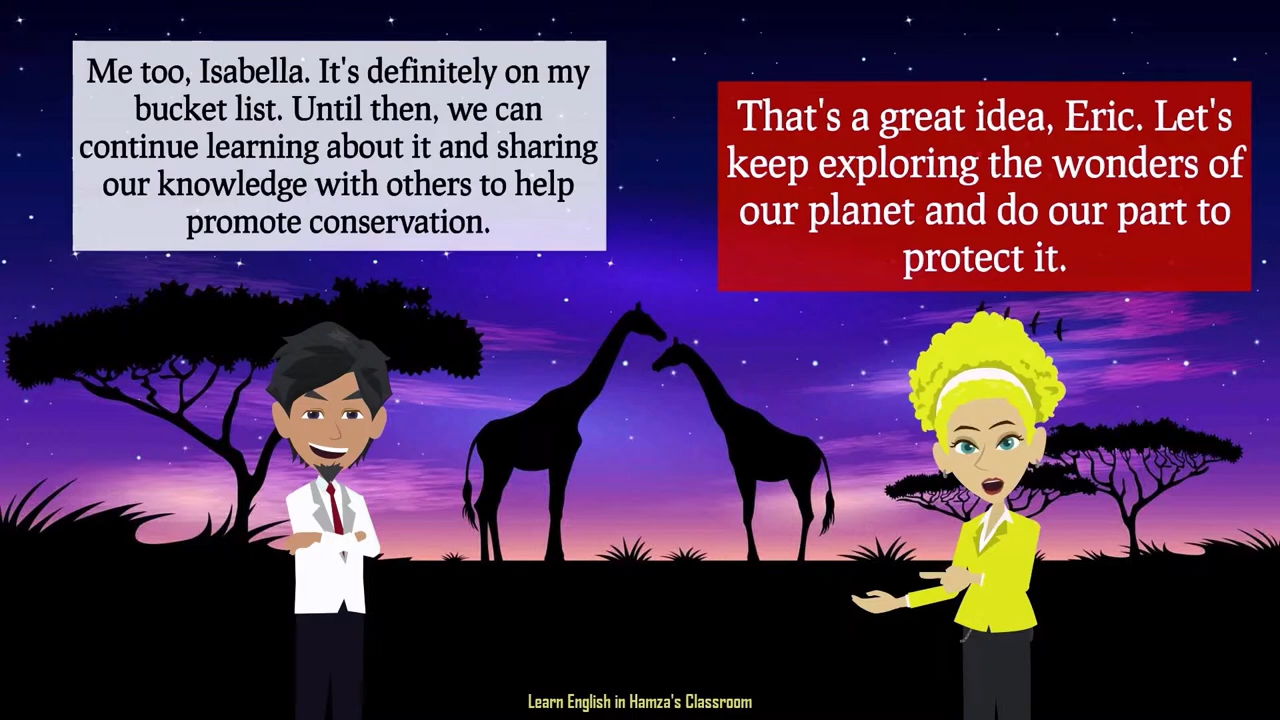 Me too, Isabella. It's definitely on my
bucket list. Until then, we can
continue learning about it and sharing
our knowledge with others to help
promote conservation.
That's a great idea, Eric. Let's
keep exploring the wonders of
our planet and do our part to
protect it.
Learn English in Hamza's Classroom